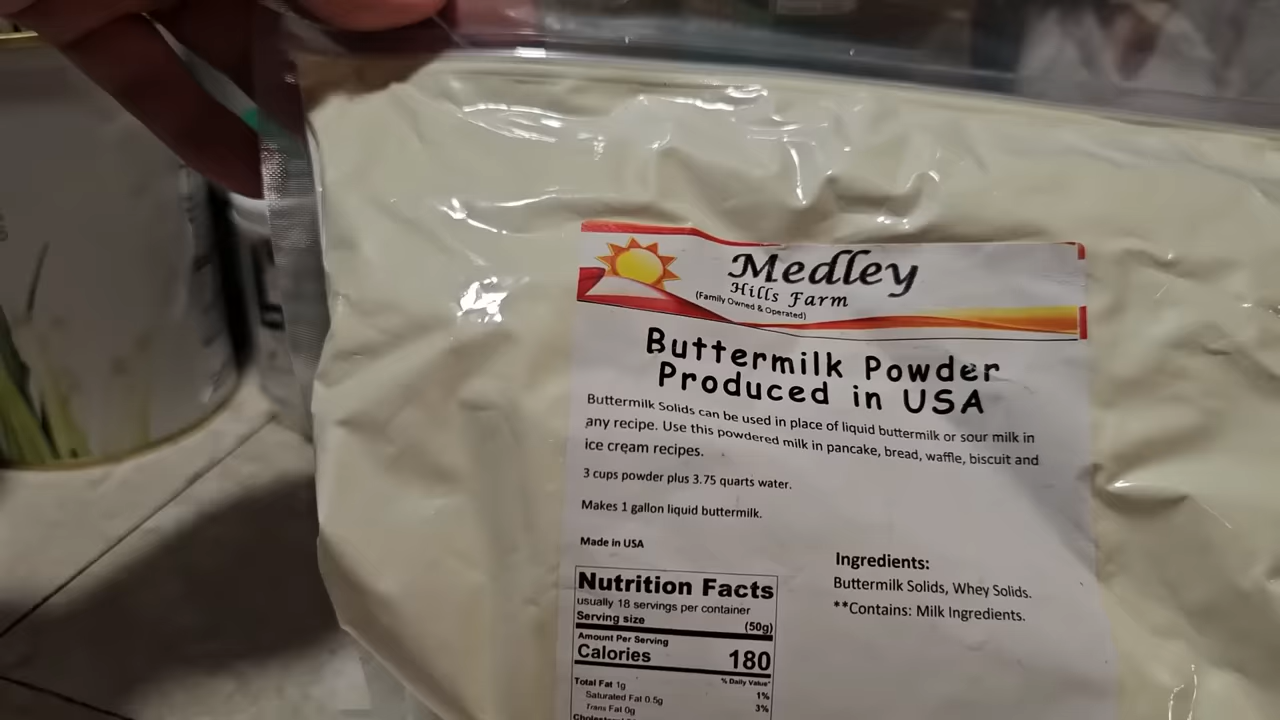 Medley
Hills Farm
(Family Owned & Operated)
Buttermilk Powder
Produced in USA
Buttermilk Solids can be used in place of liquid buttermilk or sour milk in
any recipe. Use this powdered milk in pancake, bread, waffle, biscuit and
ice cream recipes.
3 cups powder plus 3.75 quarts water.
Makes 1 gallon liquid buttermilk.
Made in USA
Ingredients:
Buttermilk Solids, Whey Solids.
**Contains: Milk Ingredients.
Nutrition Facts
usually 18 servings per container
Serving size (50g)
Amount Per Serving
Calories 180
% Daily Value*
Total Fat 1g 1%
Saturated Fat 0.5g 3%
Trans Fat 0g